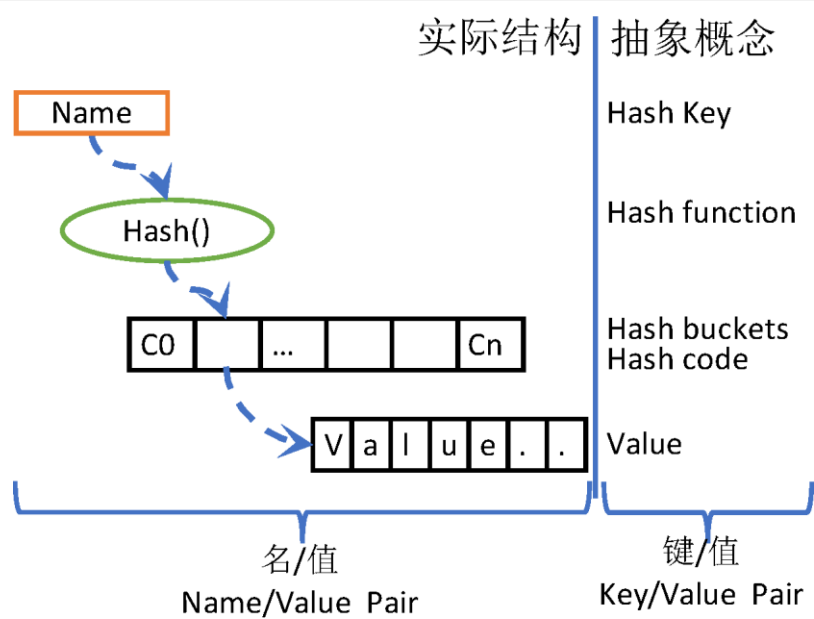 实际结构 抽象概念
Name Hash Key
Hash() Hash function
Hash buckets
C0 ... Cn
Hash code
V a l u e . . Value
名/值 键/值
Name/Value Pair Key/Value Pair